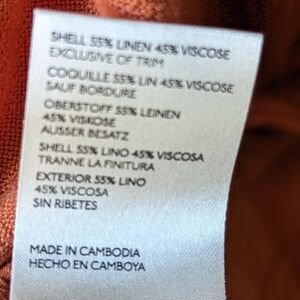 SHELL 55% LINEN 45% VISCOSE
EXCLUSIVE OF TRIM
COQUILLE 55% LIN 45% VISCOSE
SAUF BORDURE
OBERSTOFF 55% LEINEN
45% VISKOSE
AUSSER BESATZ
SHELL 55% LINO 45% VISCOSA
TRANNE LA FINITURA
EXTERIOR 55% LINO
45% VISCOSA
SIN RIBETES
MADE IN CAMBODIA
HECHO EN CAMBOYA